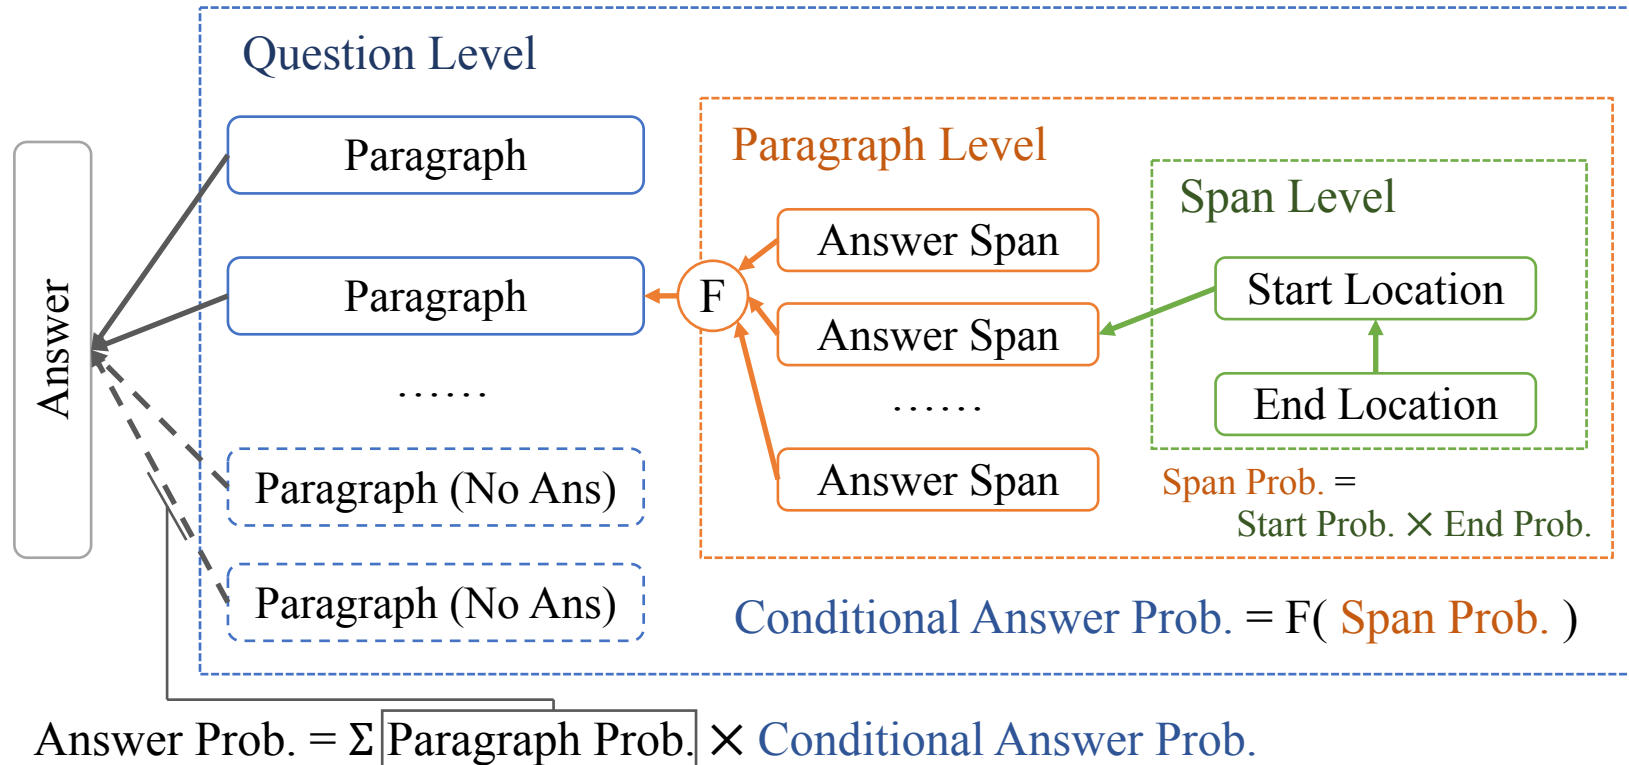 Question Level
Paragraph
Paragraph
……
Paragraph (No Ans)
Paragraph (No Ans)
Answer
Paragraph Level
Answer Span
Answer Span
……
Answer Span
F
Span Level
Start Location
End Location
Span Prob. =
Start Prob. × End Prob.
Conditional Answer Prob. = F( Span Prob. )
Answer Prob. = Σ Paragraph Prob. × Conditional Answer Prob.